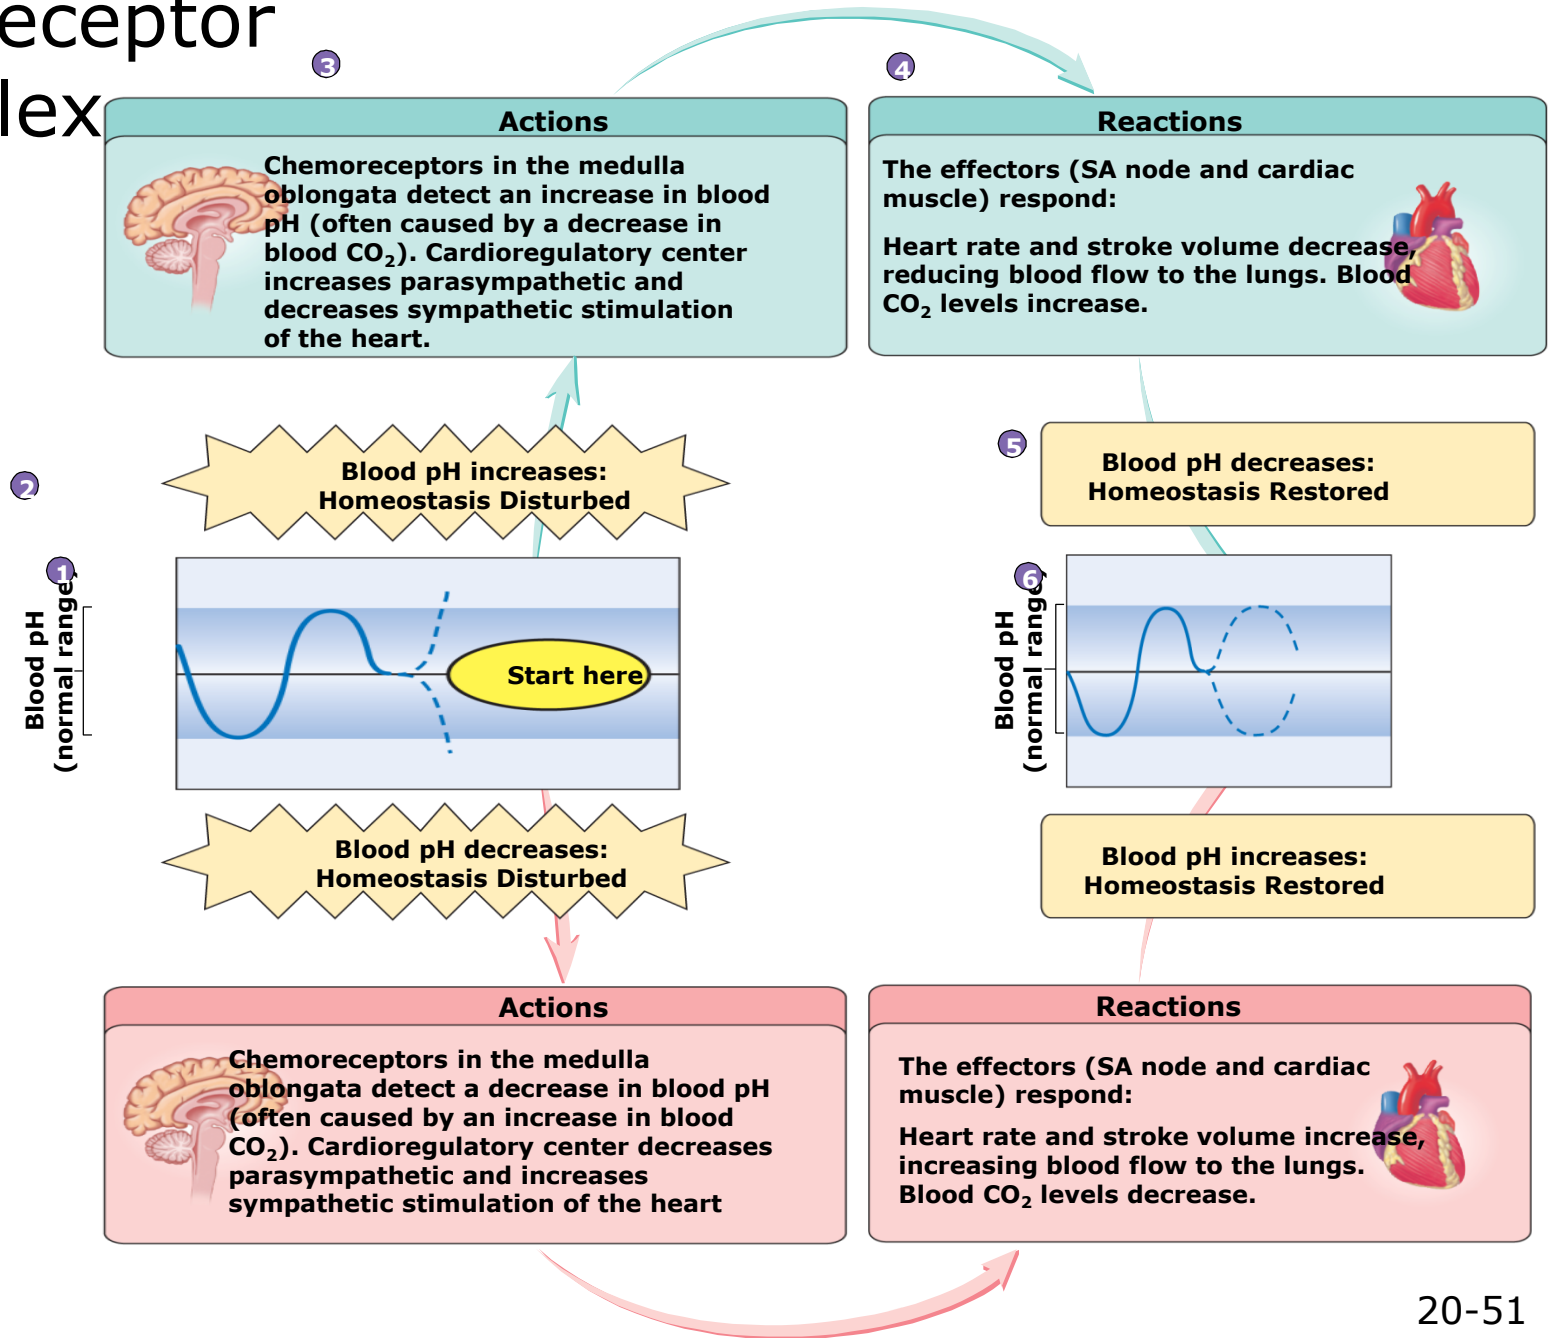 eceptor
lex
3
4
Actions
Chemoreceptors in the medulla
oblongata detect an increase in blood
pH (often caused by a decrease in
blood CO₂). Cardioregulatory center
increases parasympathetic and
decreases sympathetic stimulation
of the heart.
Reactions
The effectors (SA node and cardiac
muscle) respond:
Heart rate and stroke volume decrease,
reducing blood flow to the lungs. Blood
CO₂ levels increase.
2
Blood pH increases:
Homeostasis Disturbed
5
Blood pH decreases:
Homeostasis Restored
1
Blood pH
(normal range)
Start here
6
Blood pH
(normal range)
Blood pH decreases:
Homeostasis Disturbed
Blood pH increases:
Homeostasis Restored
Actions
Chemoreceptors in the medulla
oblongata detect a decrease in blood pH
(often caused by an increase in blood
CO₂). Cardioregulatory center decreases
parasympathetic and increases
sympathetic stimulation of the heart
Reactions
The effectors (SA node and cardiac
muscle) respond:
Heart rate and stroke volume increase,
increasing blood flow to the lungs.
Blood CO₂ levels decrease.
20-51